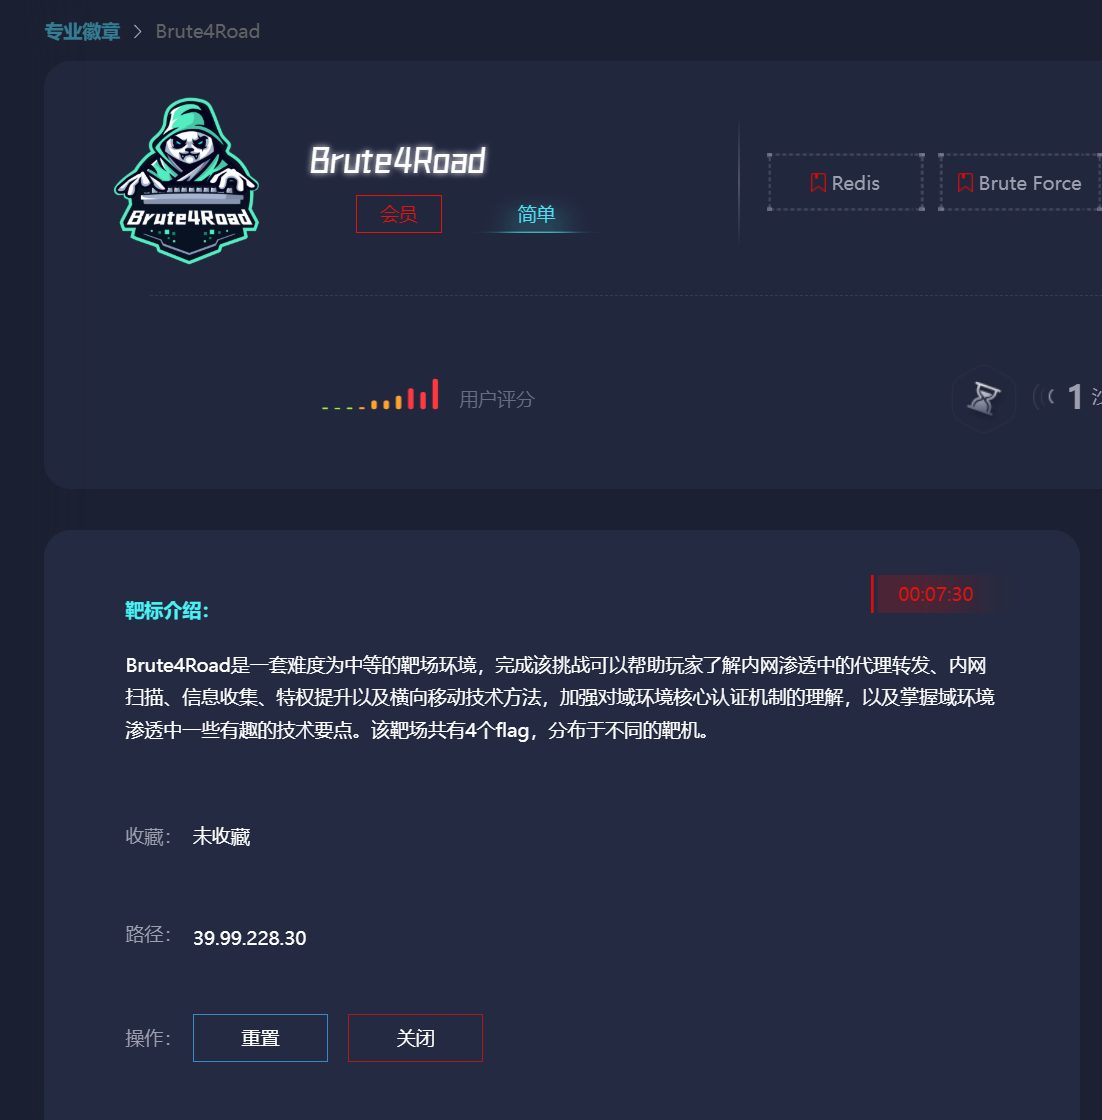 专业徽章 > Brute4Road
Brute4Road
Brute4Road
会员 简单
Redis Brute Force
用户评分
1
00:07:30
靶标介绍：
Brute4Road是一套难度为中等的靶场环境，完成该挑战可以帮助玩家了解内网渗透中的代理转发、内网
扫描、信息收集、特权提升以及横向移动技术方法，加强对域环境核心认证机制的理解，以及掌握域环境
渗透中一些有趣的技术要点。该靶场共有4个flag，分布于不同的靶机。
收藏： 未收藏
路径： 39.99.228.30
操作： 重置 关闭